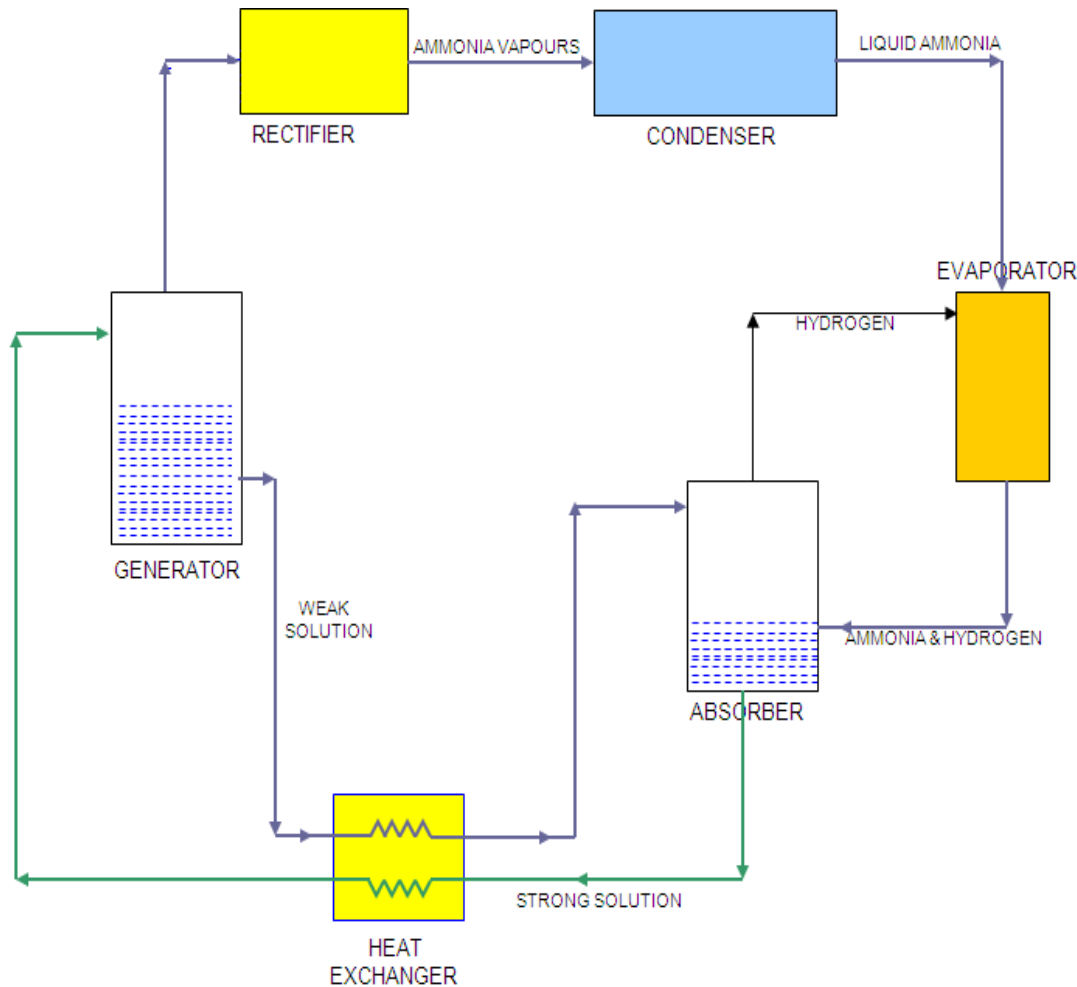 AMMONIA VAPOURS
LIQUID AMMONIA
RECTIFIER
CONDENSER
EVAPORATOR
HYDROGEN
GENERATOR
WEAK
SOLUTION
AMMONIA & HYDROGEN
ABSORBER
STRONG SOLUTION
HEAT
EXCHANGER